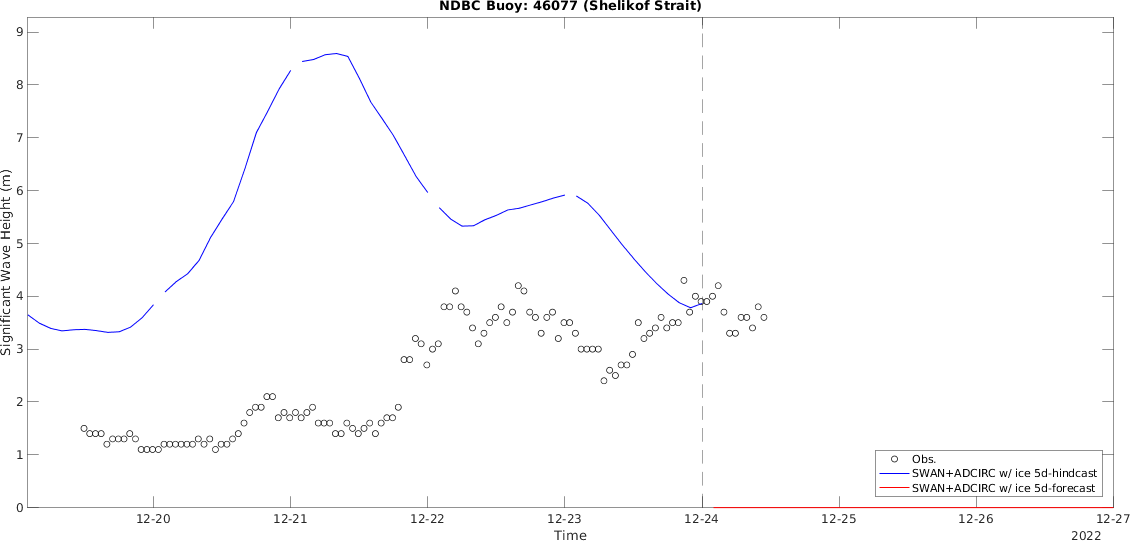 NDBC Buoy: 46077 (Shelikof Strait)
9
8
7
6
5
4
3
2
1
0
Significant Wave Height (m)
Obs.
SWAN+ADCIRC w/ ice 5d-hindcast
SWAN+ADCIRC w/ ice 5d-forecast
12-20 12-21 12-22 12-23 12-24 12-25 12-26 12-27
Time 2022